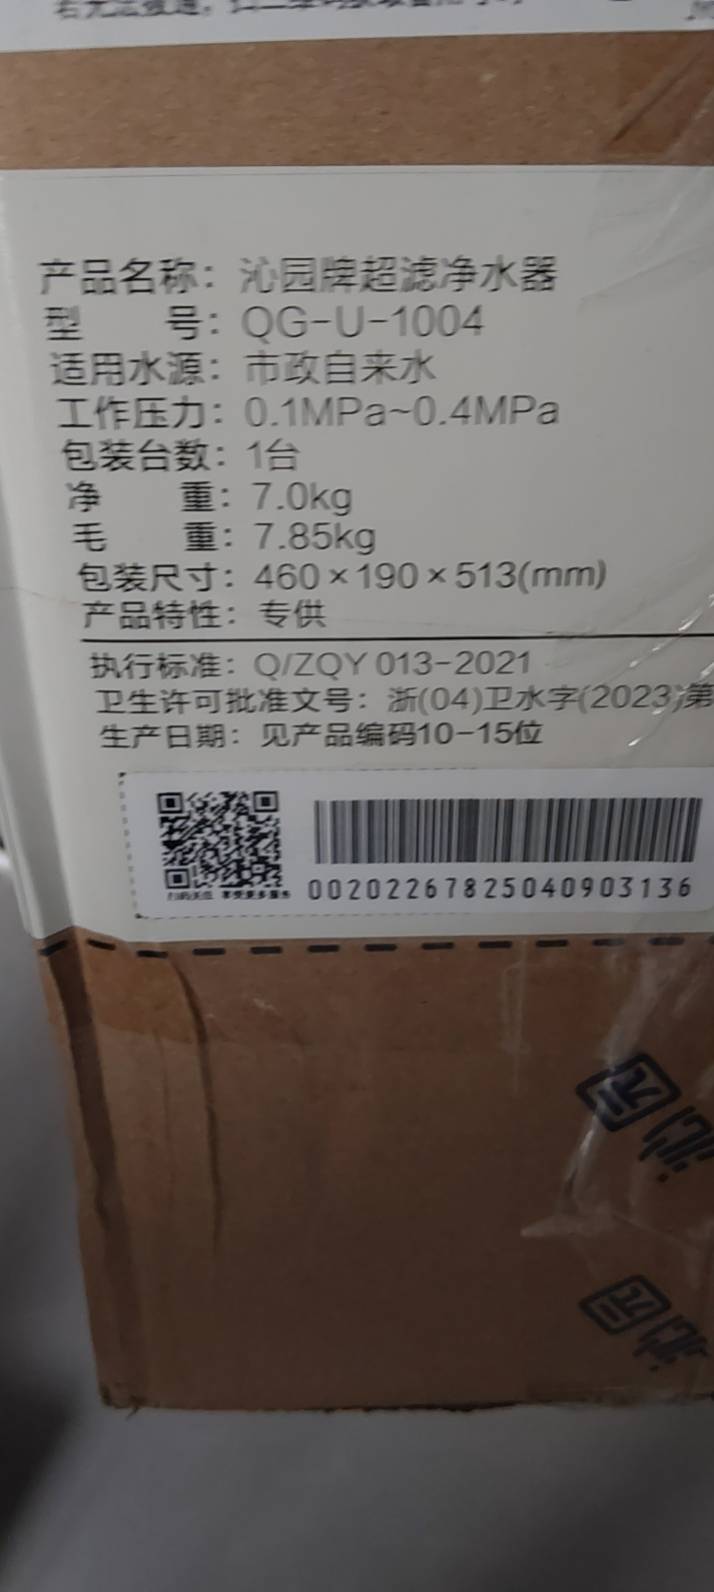 产品名称：沁园牌超滤净水器
型 号：QG-U-1004
适用水源：市政自来水
工作压力：0.1MPa~0.4MPa
包装台数：1台
净 重：7.0kg
毛 重：7.85kg
包装尺寸：460×190×513(mm)
产品特性：专供
执行标准：Q/ZQY 013-2021
卫生许可批准文号：浙(04)卫水字(2023)第
生产日期：见产品编码10-15位
00202267825040903136